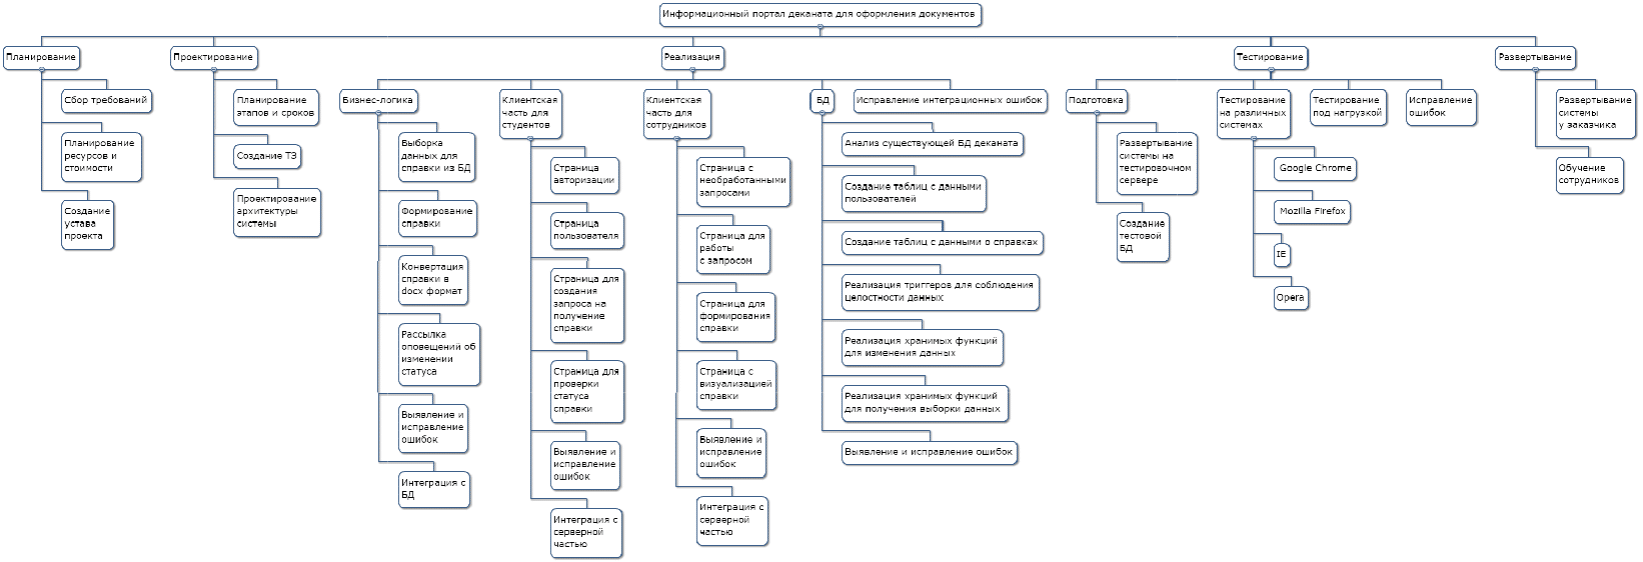 Информационный портал деканата для оформления документов
Планирование
Сбор требований
Планирование
ресурсов и
стоимости
Создание
устава
проекта
Проектирование
Планирование
этапов и сроков
Создание ТЗ
Проектирование
архитектуры
системы
Реализация
Бизнес-логика
Выборка
данных для
справки из БД
Формирование
справки
Конвертация
справки в
docx формат
Рассылка
оповещений об
изменении
статуса
Выявление и
исправление
ошибок
Интеграция с
БД
Клиентская
часть для
студентов
Страница
авторизации
Страница
пользователя
Страница для
создания
запроса на
получение
справки
Страница для
проверки
статуса
справки
Выявление и
исправление
ошибок
Интеграция с
серверной
частью
Клиентская
часть для
сотрудников
Страница с
необработанными
запросами
Страница для
работы
с запросом
Страница для
формирования
справки
Страница с
визуализацией
справки
Выявление и
исправление
ошибок
Интеграция с
серверной
частью
БД
Анализ существующей БД деканата
Создание таблиц с данными
пользователей
Создание таблиц с данными о справках
Реализация триггеров для соблюдения
целостности данных
Реализация хранимых функций
для изменения данных
Реализация хранимых функций
для получения выборки данных
Выявление и исправление ошибок
Исправление интеграционных ошибок
Тестирование
Подготовка
Развертывание
системы на
тестировочном
сервере
Создание
тестовой
БД
Тестирование
на различных
системах
Google Chrome
Mozilla Firefox
IE
Opera
Тестирование
под нагрузкой
Исправление
ошибок
Развертывание
Развертывание
системы
у заказчика
Обучение
сотрудников